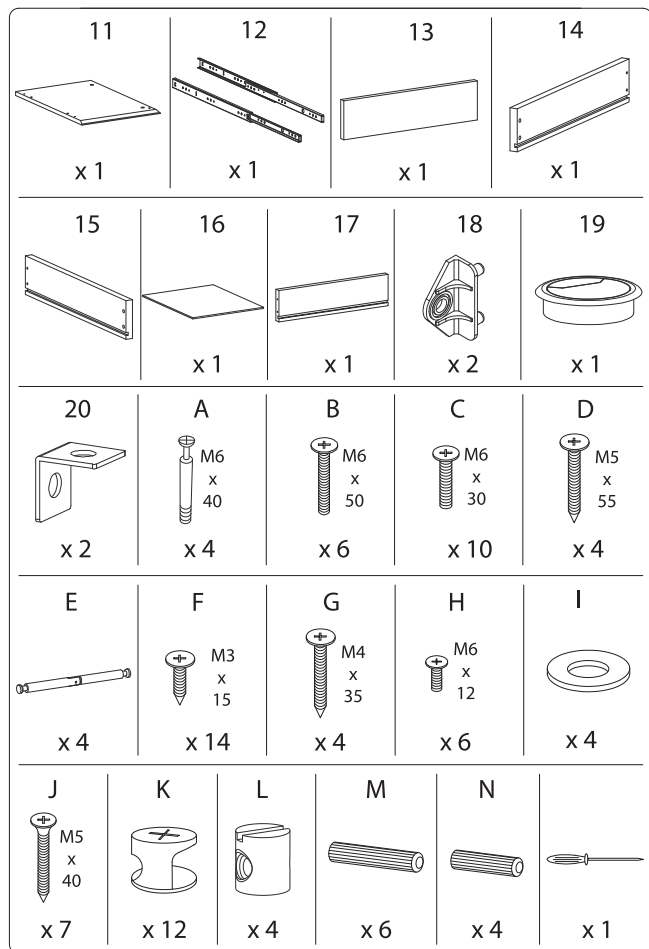 11 12 13 14
x 1 x 1 x 1 x 1
15 16 17 18 19
x 1 x 1 x 2 x 1
20 A B C D
M6 M6 M6 M5
x x x x
40 50 30 55
x 2 x 4 x 6 x 10 x 4
E F G H I
M3 M4 M6
x x x
15 35 12
x 4 x 14 x 4 x 6 x 4
J K L M N
M5
x
40
x 7 x 12 x 4 x 6 x 4 x 1